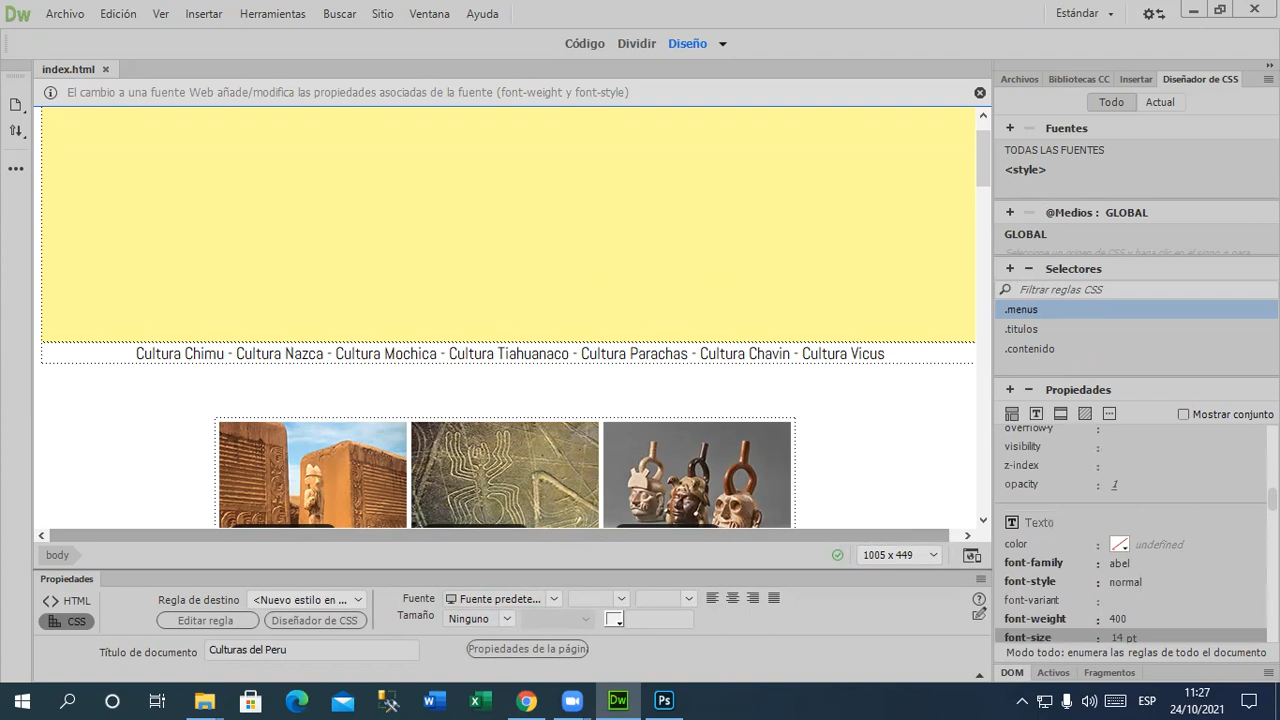 Dw Archivo Edición Ver Insertar Herramientas Buscar Sitio Ventana Ayuda Estándar
Código Dividir Diseño
index.html
El cambio a una fuente Web añade/modifica las propiedades asociadas de la fuente (font-weight y font-style)
Cultura Chimu - Cultura Nazca - Cultura Mochica - Cultura Tiahuanaco - Cultura Parachas - Cultura Chavin - Cultura Vicus
body
1005 x 449
Archivos Bibliotecas CC Insertar Diseñador de CSS
Todo Actual
Fuentes
TODAS LAS FUENTES
<style>
@Medios : GLOBAL
GLOBAL
Selectores
Filtrar reglas CSS
.menus
.titulos
.contenido
Propiedades
Mostrar conjunto
overflowy :
visibility :
z-index :
opacity : 1
T Texto
color : undefined
font-family : abel
font-style : normal
font-variant :
font-weight : 400
font-size : 14 pt
Modo todo: enumera las reglas de todo el documento
DOM Activos Fragmentos
Propiedades
HTML Regla de destino <Nuevo estilo en ... Fuente Fuente predete...
CSS Editar regla Diseñador de CSS Tamaño Ninguno
Título de documento Culturas del Peru Propiedades de la págin
Dw Ps ESP 11:27
24/10/2021